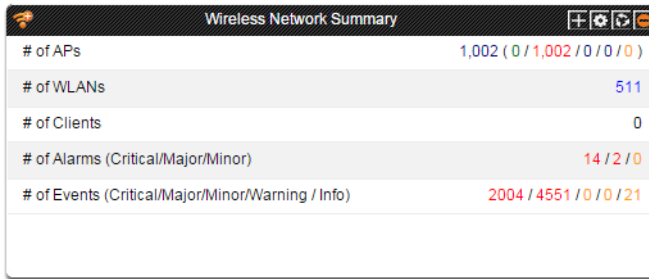 Wireless Network Summary
# of APs 1,002 ( 0 / 1,002 / 0 / 0 / 0 )
# of WLANs 511
# of Clients 0
# of Alarms (Critical/Major/Minor) 14 / 2 / 0
# of Events (Critical/Major/Minor/Warning / Info) 2004 / 4551 / 0 / 0 / 21